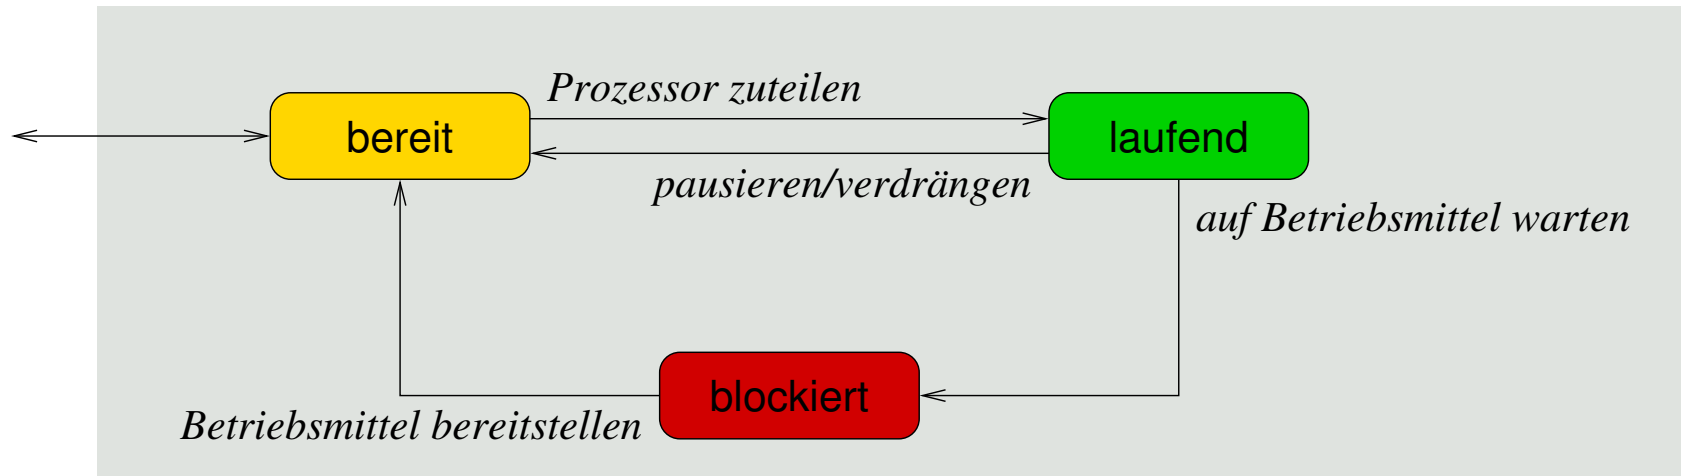 Prozessor zuteilen
bereit
laufend
pausieren/verdrängen
auf Betriebsmittel warten
blockiert
Betriebsmittel bereitstellen